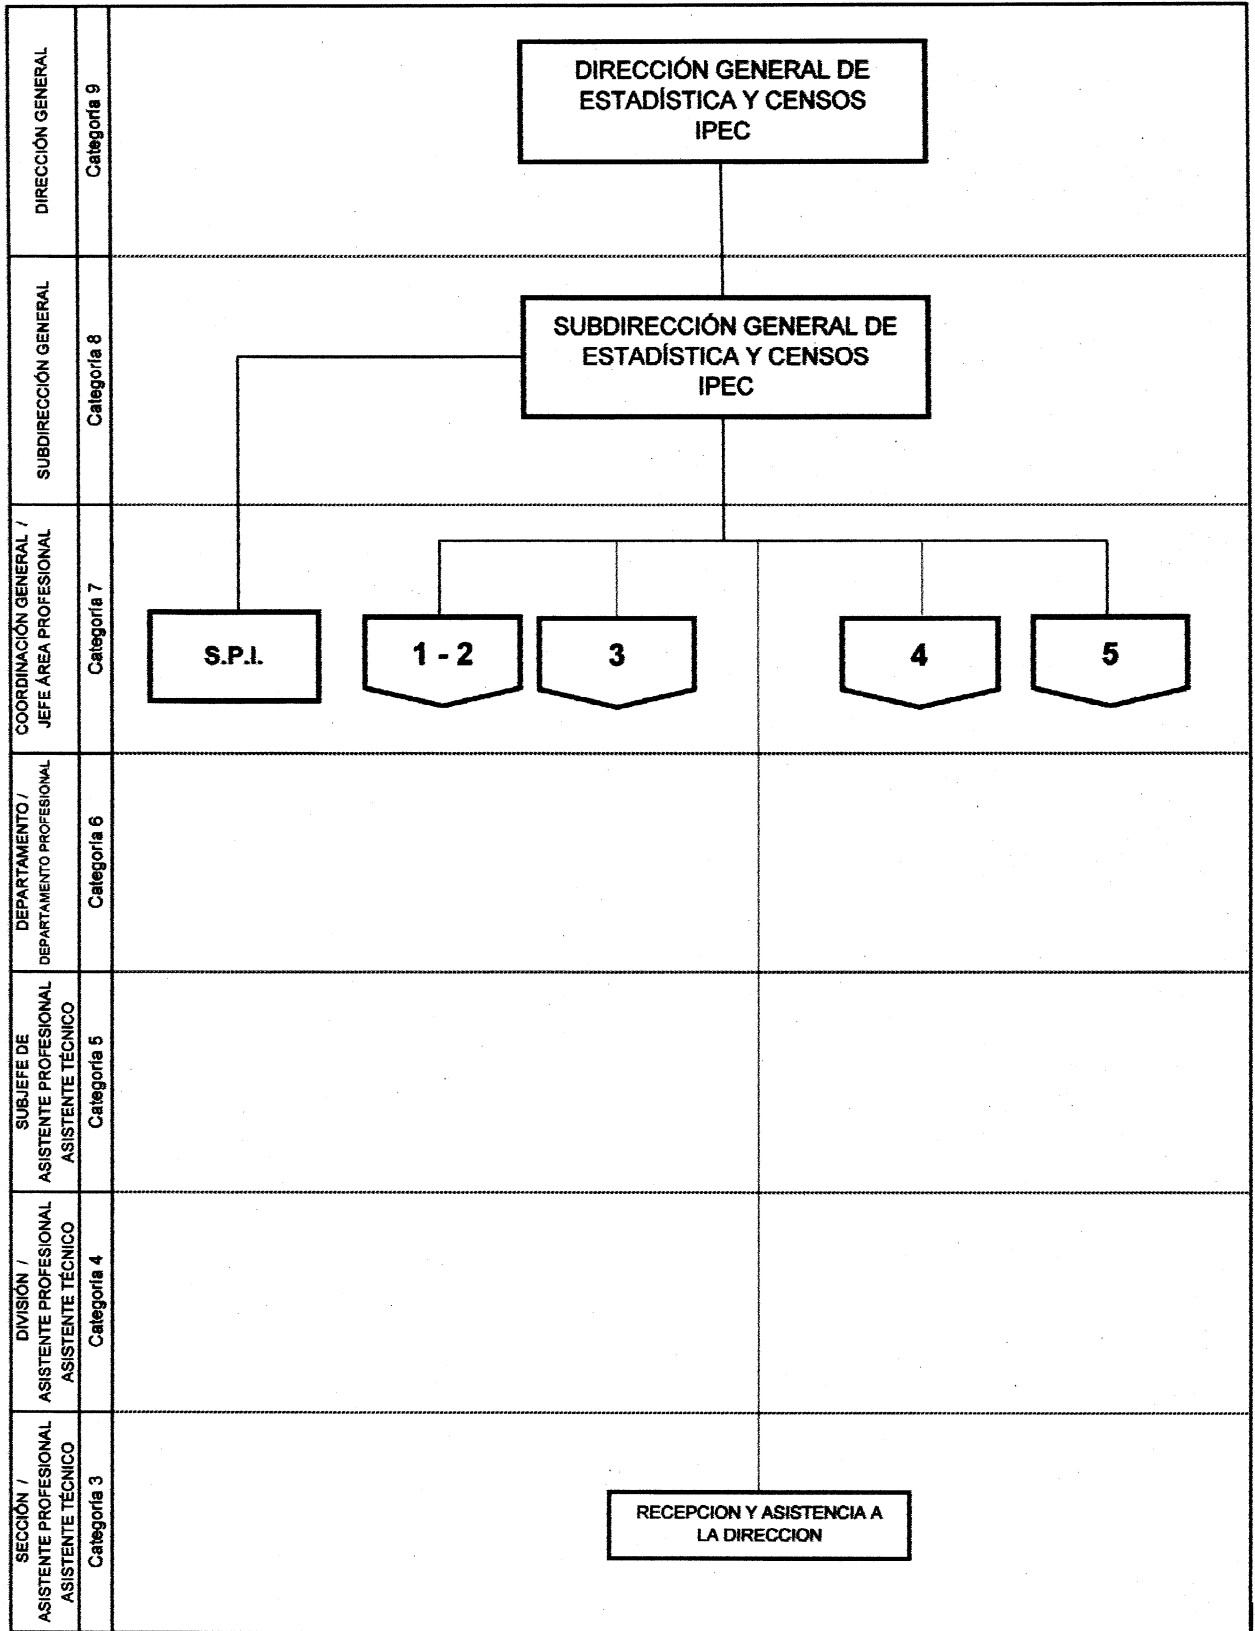 DIRECCIÓN GENERAL
Categoría 9
DIRECCIÓN GENERAL DE
ESTADÍSTICA Y CENSOS
IPEC
SUBDIRECCIÓN GENERAL
Categoría 8
SUBDIRECCIÓN GENERAL DE
ESTADÍSTICA Y CENSOS
IPEC
COORDINACIÓN GENERAL /
JEFE ÁREA PROFESIONAL
Categoría 7
S.P.I.
1 - 2
3
4
5
DEPARTAMENTO /
DEPARTAMENTO PROFESIONAL
Categoría 6
SUBJEFE DE
ASISTENTE PROFESIONAL
ASISTENTE TÉCNICO
Categoría 5
DIVISIÓN /
ASISTENTE PROFESIONAL
ASISTENTE TÉCNICO
Categoría 4
SECCIÓN /
ASISTENTE PROFESIONAL
ASISTENTE TÉCNICO
Categoría 3
RECEPCION Y ASISTENCIA A
LA DIRECCION